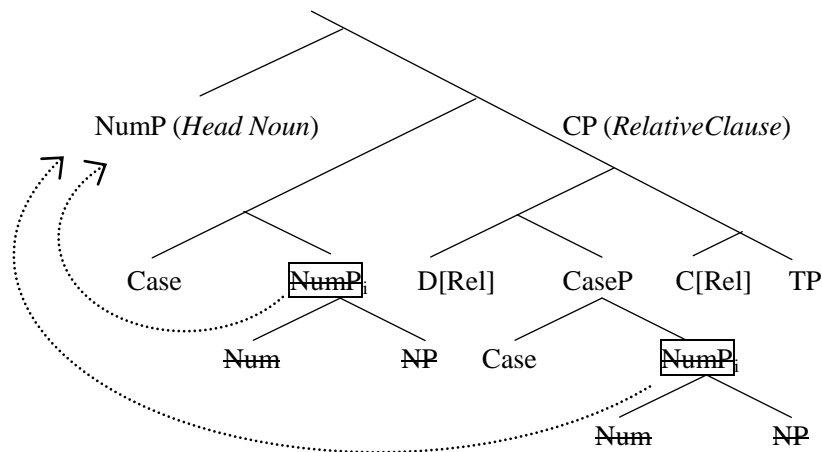 NumP (Head Noun) CP (RelativeClause)
Case NumPi D[Rel] CaseP C[Rel] TP
Num NP Case NumPi
Num NP